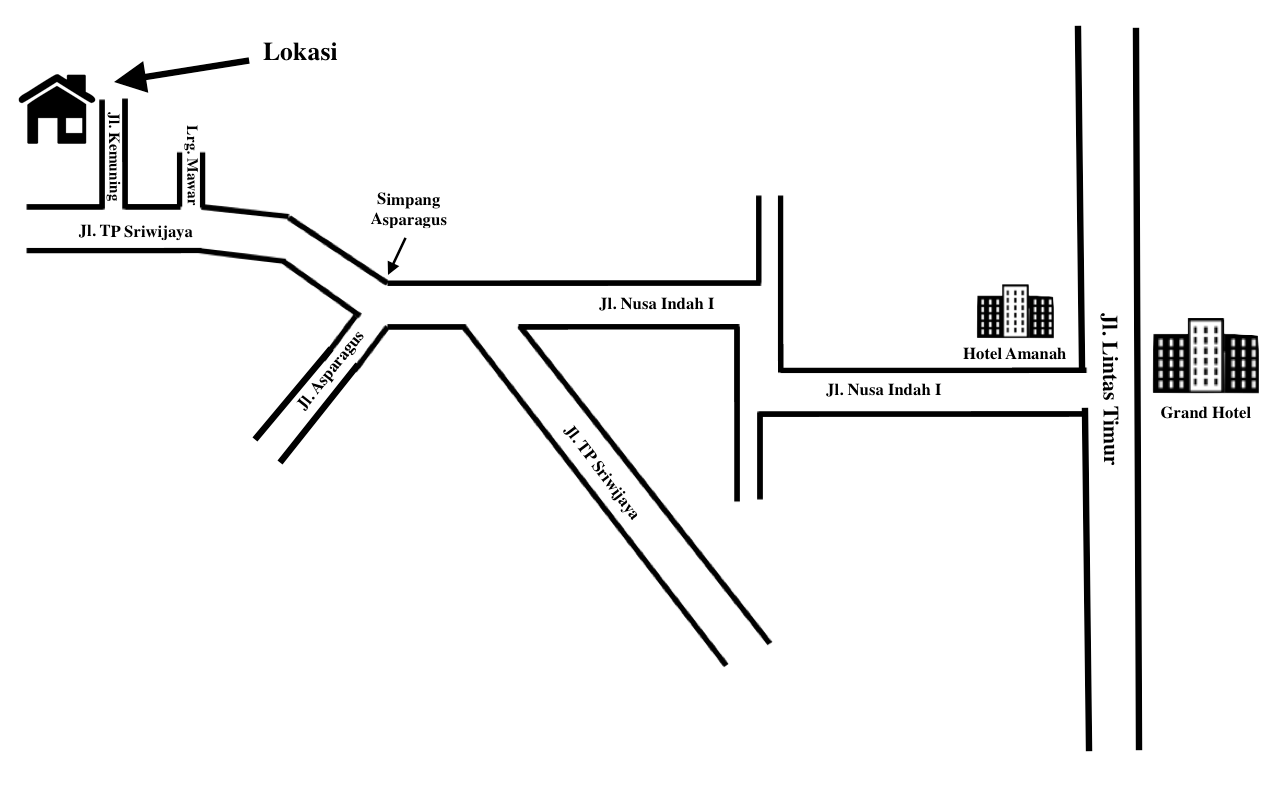 Lokasi
Jl. Kemuning
Lrg. Mawar
Simpang
Asparagus
Jl. TP Sriwijaya
Jl. Nusa Indah I
Jl. Asparagus
Hotel Amanah
Jl. Nusa Indah I
Jl. Lintas Timur
Grand Hotel
Jl. TP Sriwijaya